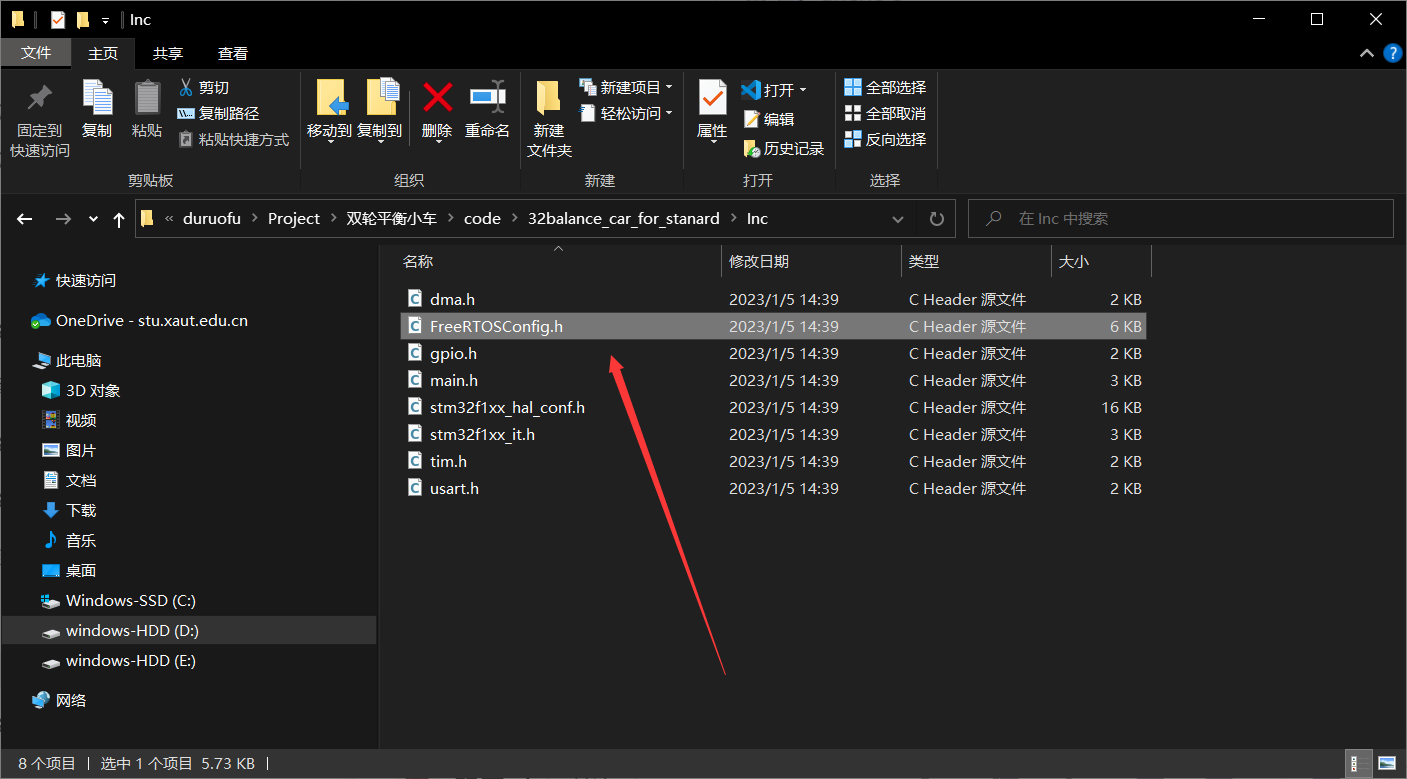 Inc
文件 主页 共享 查看
固定到
快速访问
复制
粘贴
剪切
复制路径
粘贴快捷方式
剪贴板
移动到
复制到
删除
重命名
组织
新建
文件夹
新建项目
轻松访问
新建
属性
打开
编辑
历史记录
打开
全部选择
全部取消
反向选择
选择
« duruofu > Project > 双轮平衡小车 > code > 32balance_car_for_stanard > Inc
在 Inc 中搜索
快速访问
OneDrive - stu.xaut.edu.cn
此电脑
3D 对象
视频
图片
文档
下载
音乐
桌面
Windows-SSD (C:)
windows-HDD (D:)
windows-HDD (E:)
网络
名称 修改日期 类型 大小
dma.h 2023/1/5 14:39 C Header 源文件 2 KB
FreeRTOSConfig.h 2023/1/5 14:39 C Header 源文件 6 KB
gpio.h 2023/1/5 14:39 C Header 源文件 2 KB
main.h 2023/1/5 14:39 C Header 源文件 3 KB
stm32f1xx_hal_conf.h 2023/1/5 14:39 C Header 源文件 16 KB
stm32f1xx_it.h 2023/1/5 14:39 C Header 源文件 3 KB
tim.h 2023/1/5 14:39 C Header 源文件 2 KB
usart.h 2023/1/5 14:39 C Header 源文件 2 KB
8 个项目 | 选中 1 个项目 5.73 KB |